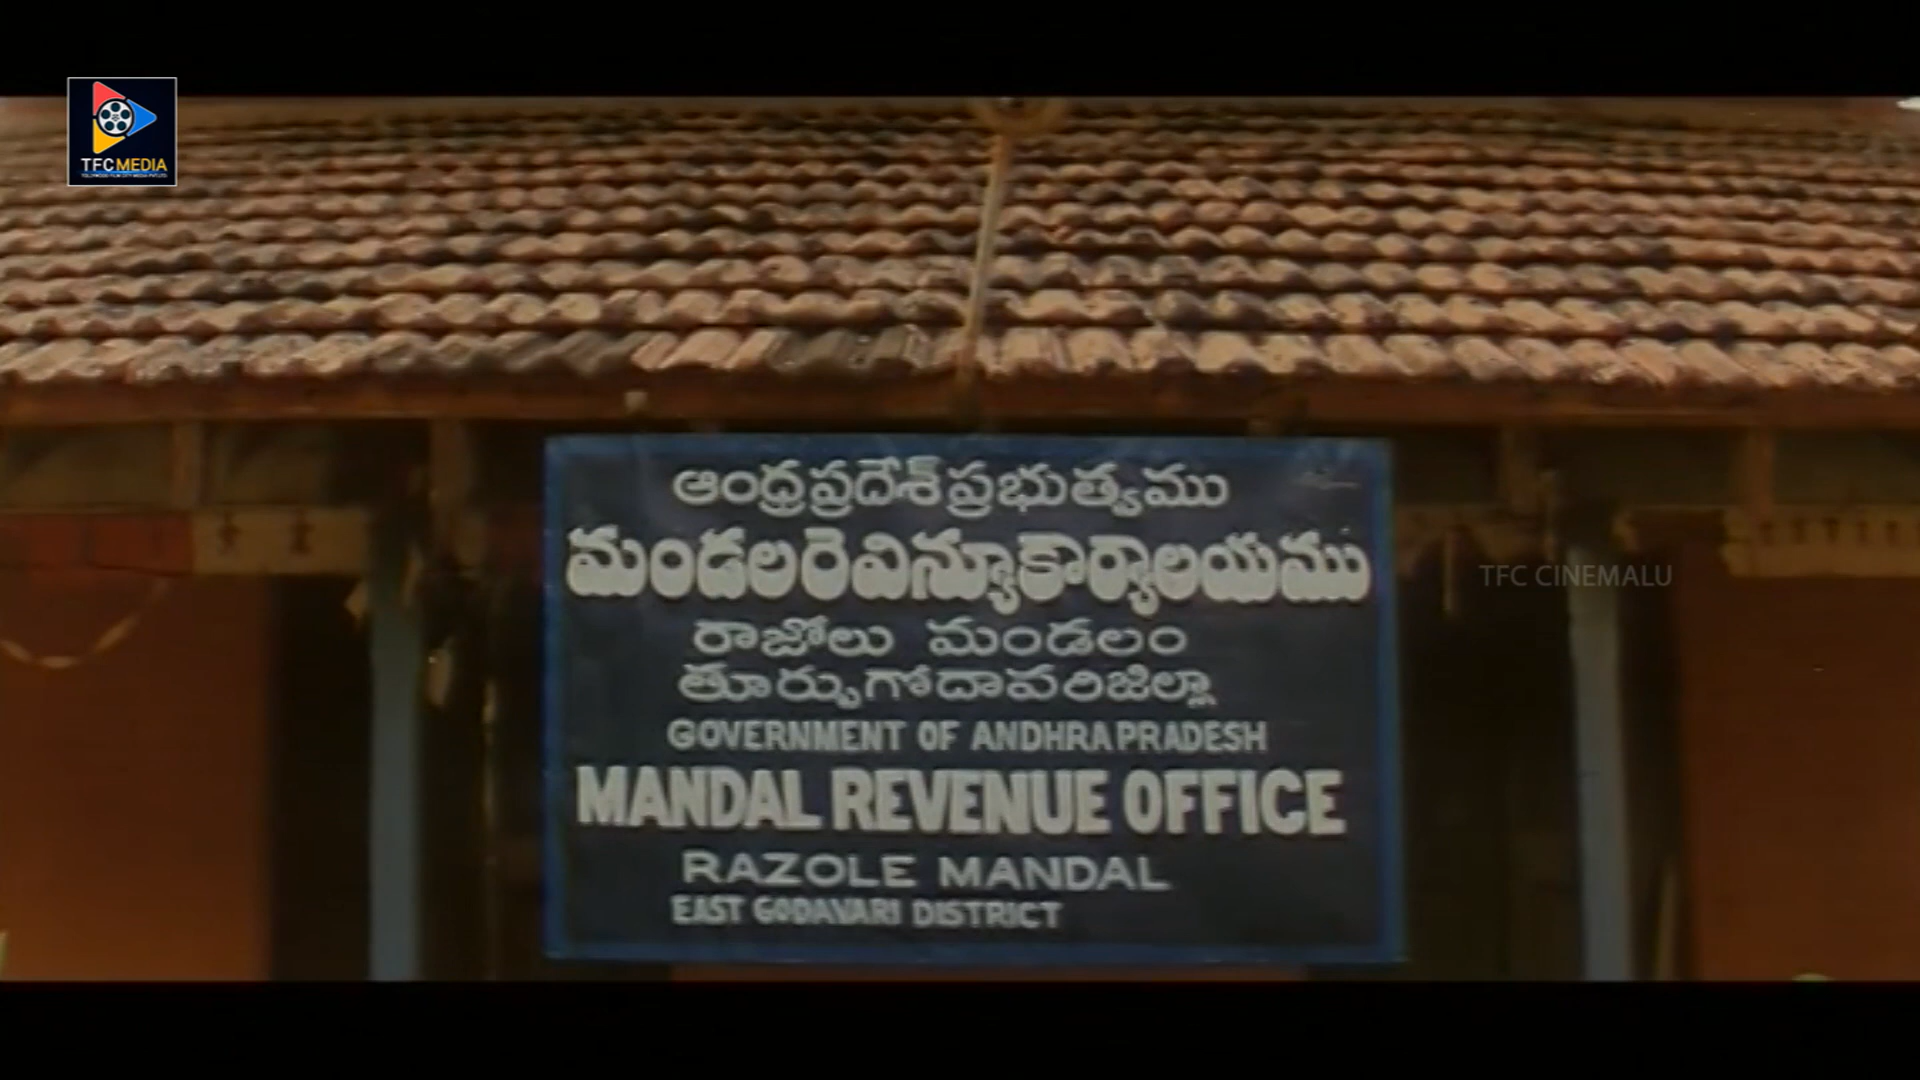 TFC MEDIA
ఆంధ్రప్రదేశ్ ప్రభుత్వము
మండల రెవిన్యూ కార్యాలయము
రాజోలు మండలం
తూర్పుగోదావరి జిల్లా
GOVERNMENT OF ANDHRA PRADESH
MANDAL REVENUE OFFICE
RAZOLE MANDAL
EAST GODAVARI DISTRICT
TFC CINEMALU